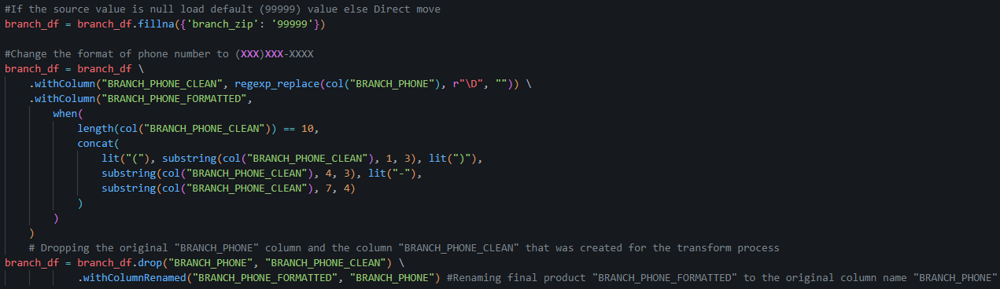 #If the source value is null load default (99999) value else Direct move
branch_df = branch_df.fillna({'branch_zip': '99999'})
#Change the format of phone number to (XXX)XXX-XXXX
branch_df = branch_df \
    .withColumn("BRANCH_PHONE_CLEAN", regexp_replace(col("BRANCH_PHONE"), r"\D", "")) \
    .withColumn("BRANCH_PHONE_FORMATTED",
        when(
            length(col("BRANCH_PHONE_CLEAN")) == 10,
            concat(
                lit("("), substring(col("BRANCH_PHONE_CLEAN"), 1, 3), lit(")"),
                substring(col("BRANCH_PHONE_CLEAN"), 4, 3), lit("-"),
                substring(col("BRANCH_PHONE_CLEAN"), 7, 4)
            )
        )
    )
    # Dropping the original "BRANCH_PHONE" column and the column "BRANCH_PHONE_CLEAN" that was created for the transform process
branch_df = branch_df.drop("BRANCH_PHONE", "BRANCH_PHONE_CLEAN") \
            .withColumnRenamed("BRANCH_PHONE_FORMATTED", "BRANCH_PHONE") #Renaming final product "BRANCH_PHONE_FORMATTED" to the original column name "BRANCH_PHONE"